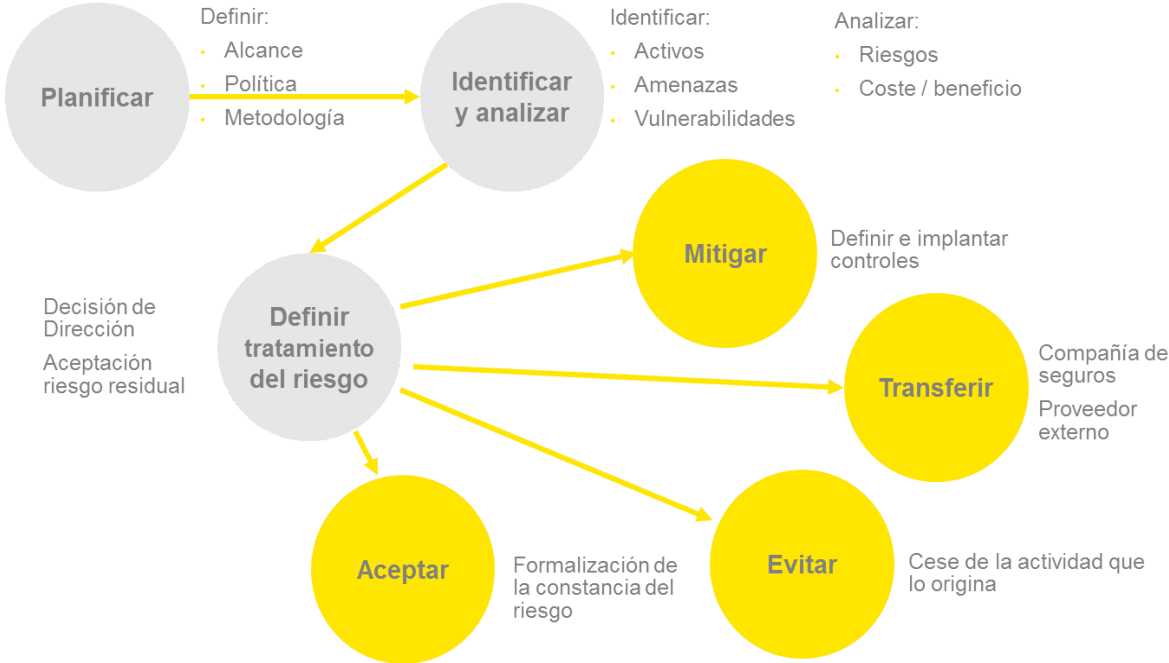 Planificar
Definir:
Alcance
Política
Metodología
Identificar
y analizar
Identificar:
Activos
Amenazas
Vulnerabilidades
Analizar:
Riesgos
Coste / beneficio
Decisión de
Dirección
Aceptación
riesgo residual
Definir
tratamiento
del riesgo
Mitigar
Definir e implantar
controles
Transferir
Compañía de
seguros
Proveedor
externo
Aceptar
Formalización de
la constancia del
riesgo
Evitar
Cese de la actividad que
lo origina